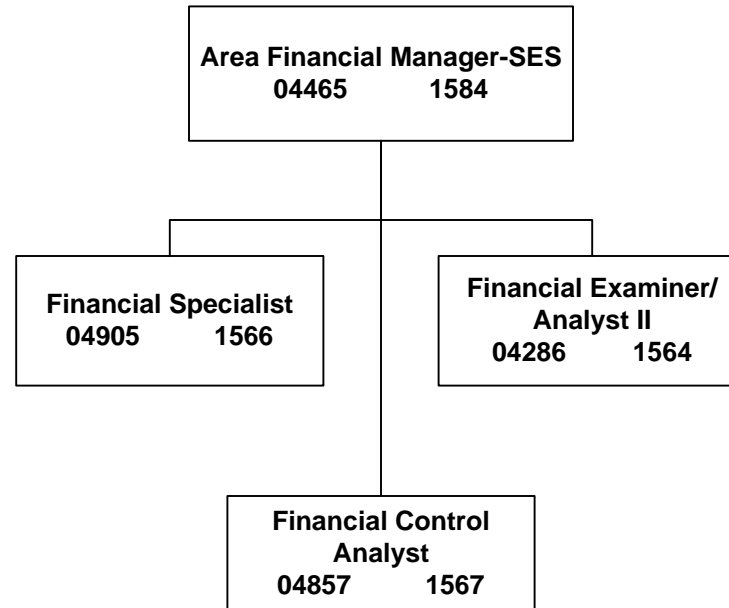 Area Financial Manager-SES
04465 1584
Financial Specialist
04905 1566
Financial Examiner/
Analyst II
04286 1564
Financial Control
Analyst
04857 1567